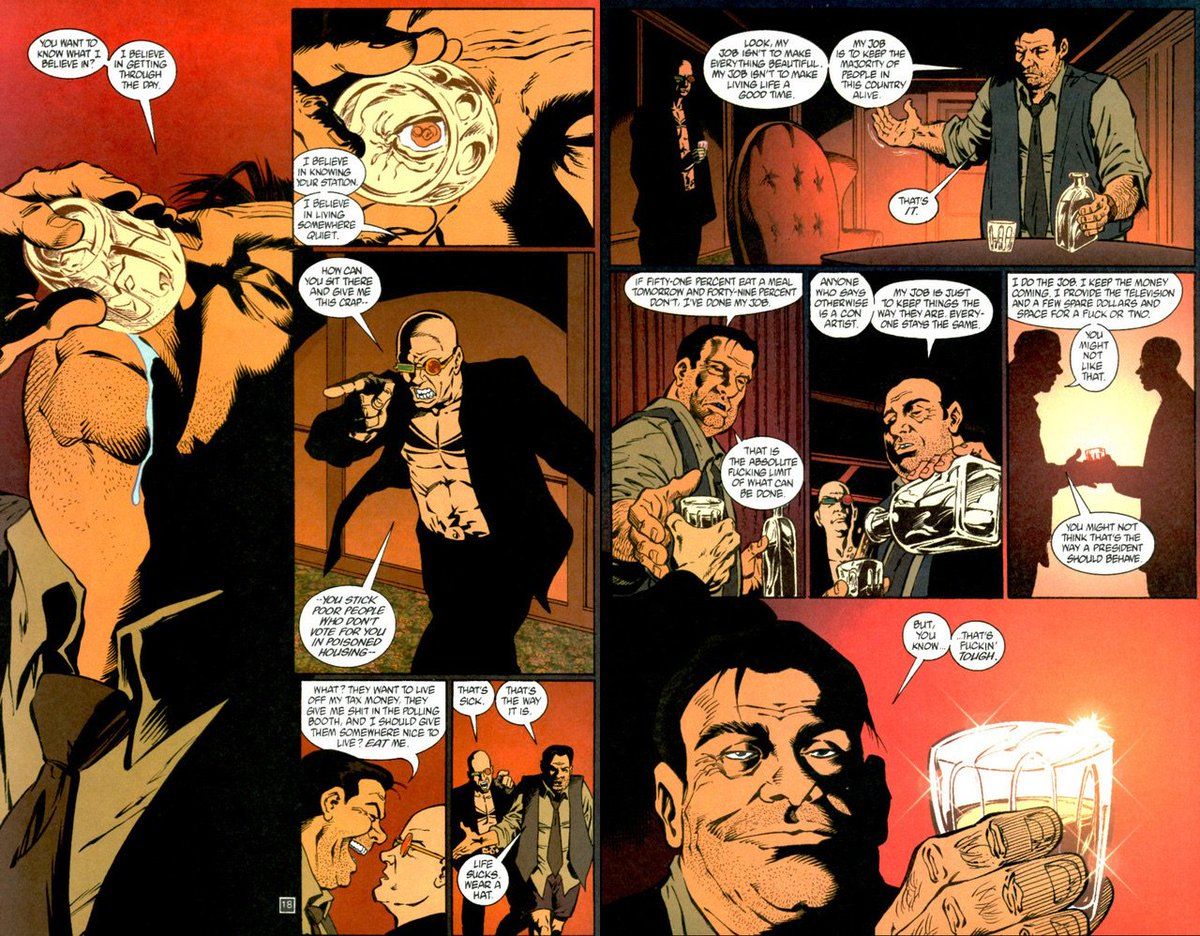 YOU WANT TO
KNOW WHAT I
BELIEVE IN?
I BELIEVE
IN GETTING
THROUGH
THE DAY.
I BELIEVE
IN KNOWING
YOUR STATION.
I BELIEVE
IN LIVING
SOMEWHERE
QUIET.
HOW CAN
YOU SIT THERE
AND GIVE ME
THIS CRAP--
--YOU STICK
POOR PEOPLE
WHO DON'T
VOTE FOR YOU
IN POISONED
HOUSING--
WHAT? THEY WANT TO LIVE
OFF MY TAX MONEY, THEY
GIVE ME SHIT IN THE POLLING
BOOTH, AND I SHOULD GIVE
THEM SOMEWHERE NICE TO
LIVE? EAT ME.
THAT'S
SICK.
THAT'S
THE WAY
IT IS.
LIFE
SUCKS.
WEAR A
HAT.
18
LOOK, MY
JOB ISN'T TO MAKE
EVERYTHING BEAUTIFUL.
MY JOB ISN'T TO MAKE
LIVING LIFE A
GOOD TIME.
MY JOB
IS TO KEEP THE
MAJORITY OF
PEOPLE IN
THIS COUNTRY
ALIVE.
THAT'S
IT.
IF FIFTY-ONE PERCENT EAT A MEAL
TOMORROW AND FORTY-NINE PERCENT
DON'T, I'VE DONE MY JOB.
THAT IS
THE ABSOLUTE
FUCKING LIMIT
OF WHAT CAN
BE DONE.
ANYONE
WHO SAYS
OTHERWISE
IS A CON
ARTIST.
MY JOB IS JUST
TO KEEP THINGS THE
WAY THEY ARE. EVERY-
ONE STAYS THE SAME.
I DO THE JOB. I KEEP THE MONEY
COMING. I PROVIDE THE TELEVISION
AND A FEW SPARE DOLLARS AND
SPACE FOR A FUCK OR TWO.
YOU
MIGHT
NOT
LIKE
THAT.
YOU MIGHT NOT
THINK THAT'S THE
WAY A PRESIDENT
SHOULD BEHAVE.
BUT,
YOU
KNOW...
...THAT'S
FUCKIN'
TOUGH.